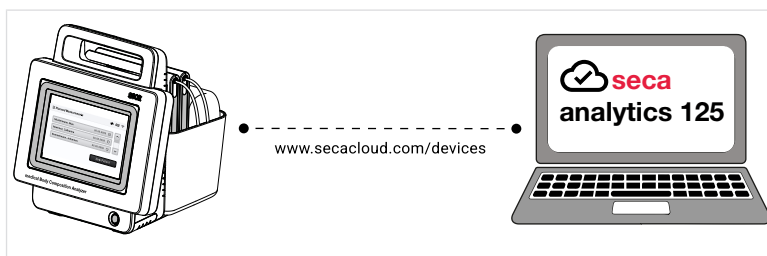 seca
medical Body Composition Analyzer
www.secacloud.com/devices
seca
analytics 125